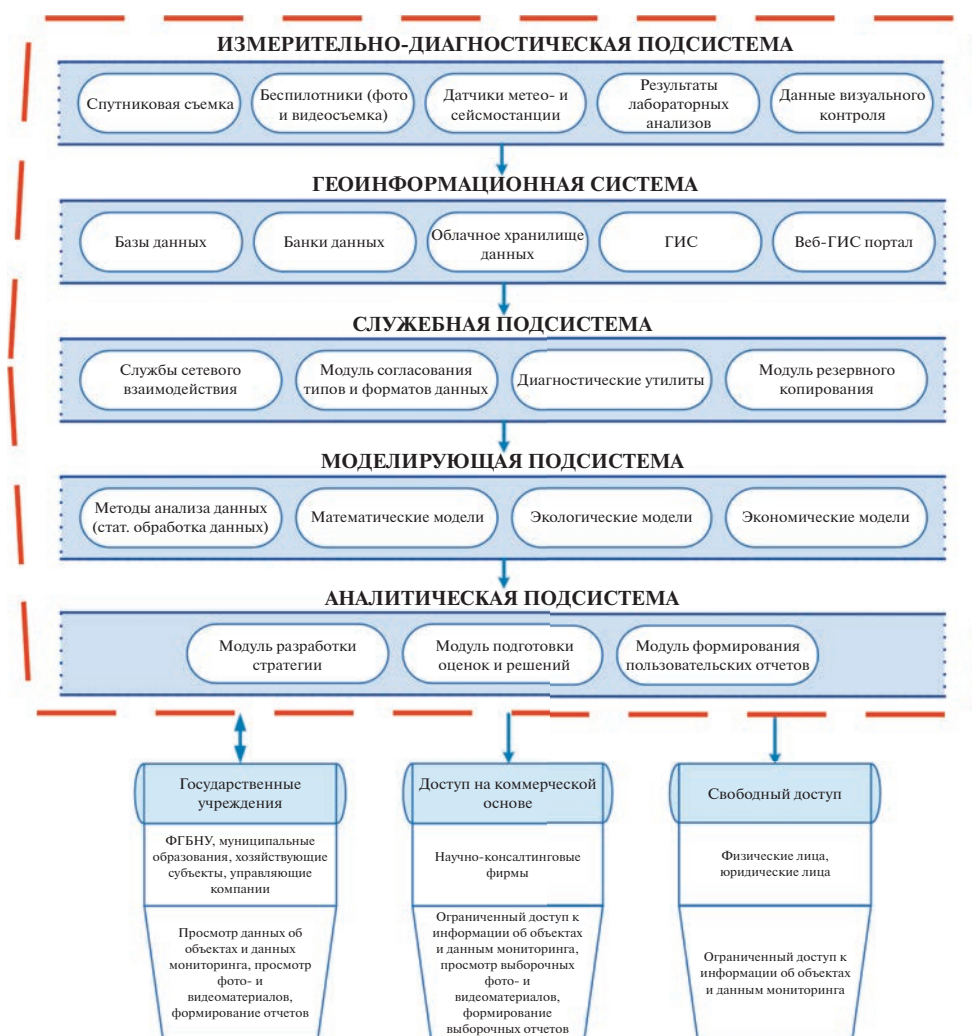 ИЗМЕРИТЕЛЬНО-ДИАГНОСТИЧЕСКАЯ ПОДСИСТЕМА
Спутниковая съемка
Беспилотники (фото
и видеосъемка)
Датчики метео- и
сейсмостанции
Результаты
лабораторных
анализов
Данные визуального
контроля
ГЕОИНФОРМАЦИОННАЯ СИСТЕМА
Базы данных
Банки данных
Облачное хранилище
данных
ГИС
Веб-ГИС портал
СЛУЖЕБНАЯ ПОДСИСТЕМА
Службы сетевого
взаимодействия
Модуль согласования
типов и форматов данных
Диагностические утилиты
Модуль резервного
копирования
МОДЕЛИРУЮЩАЯ ПОДСИСТЕМА
Методы анализа данных
(стат. обработка данных)
Математические модели
Экологические модели
Экономические модели
АНАЛИТИЧЕСКАЯ ПОДСИСТЕМА
Модуль разработки
стратегии
Модуль подготовки
оценок и решений
Модуль формирования
пользовательских отчетов
Государственные
учреждения
ФГБНУ, муниципальные
образования, хозяйствующие
субъекты, управляющие
компании
Просмотр данных об
объектах и данных
мониторинга, просмотр
фото- и
видеоматериалов,
формирование отчетов
Доступ на коммерческой
основе
Научно-консалтинговые
фирмы
Ограниченный доступ к
информации об объектах
и данным мониторинга,
просмотр выборочных
фото- и
видеоматериалов,
формирование
выборочных отчетов
Свободный доступ
Физические лица,
юридические лица
Ограниченный доступ к
информации об объектах
и данным мониторинга